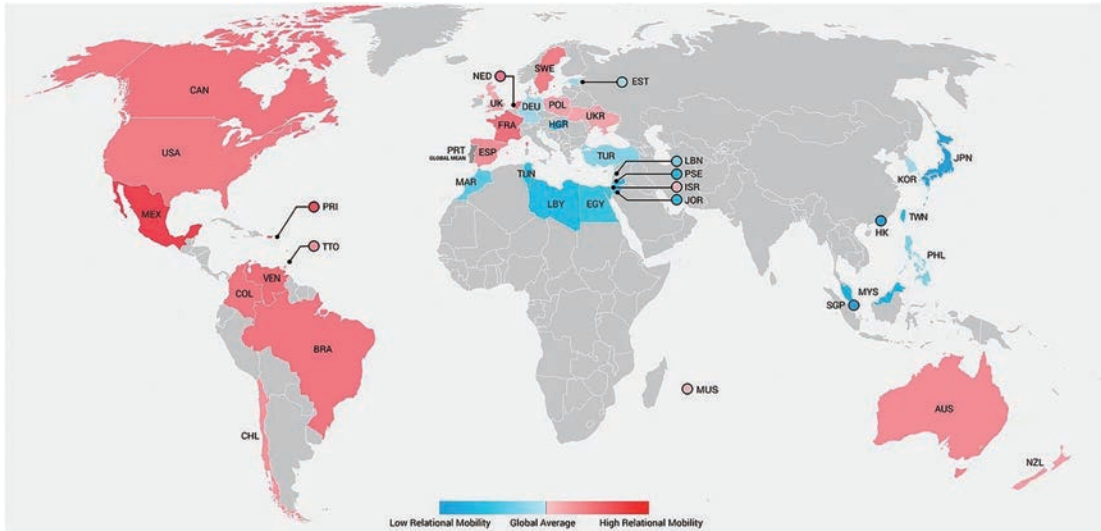 CAN
USA
MEX
PRI
TTO
VEN
COL
BRA
CHL
NED
SWE
EST
UK
DEU
POL
UKR
FRA
HGR
PRT
GLOBAL MEAN
ESP
TUR
MAR
TUN
LBY
EGY
LBN
PSE
ISR
JOR
JPN
KOR
TWN
HK
PHL
MYS
SGP
MUS
AUS
NZL
Low Relational Mobility Global Average High Relational Mobility